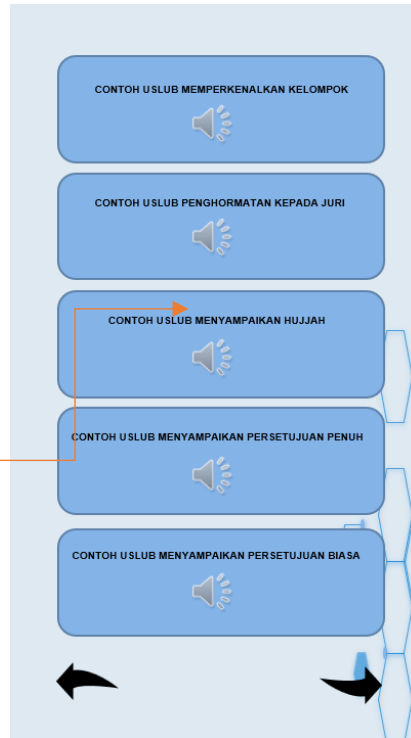 CONTOH USLUB MEMPERKENALKAN KELOMPOK
CONTOH USLUB PENGHORMATAN KEPADA JURI
CONTOH USLUB MENYAMPAIKAN HUJJAH
CONTOH USLUB MENYAMPAIKAN PERSETUJUAN PENUH
CONTOH USLUB MENYAMPAIKAN PERSETUJUAN BIASA